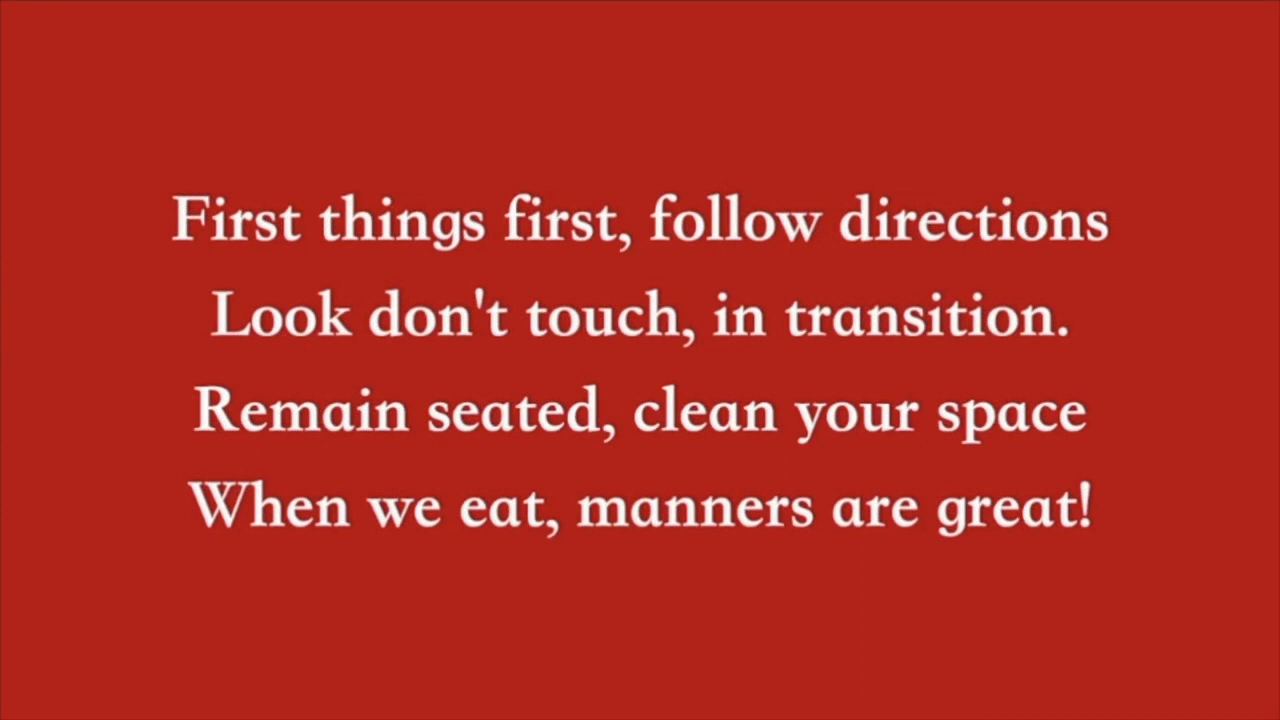 First things first, follow directions
Look don't touch, in transition.
Remain seated, clean your space
When we eat, manners are great!